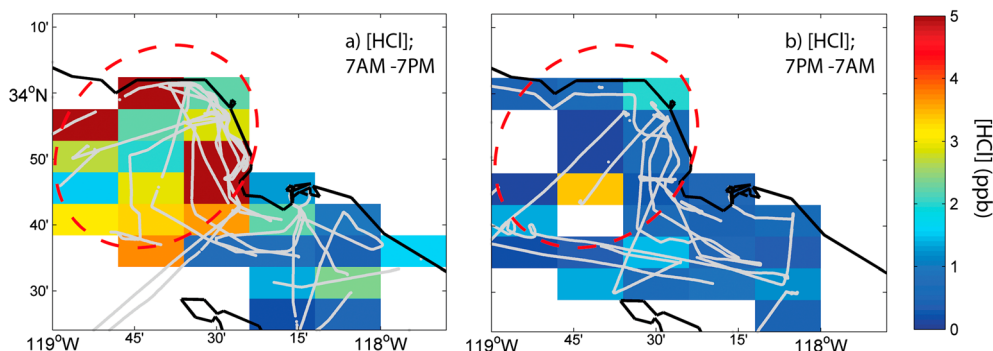 10'
34°N
50'
40'
30'
119°W
45'
30'
15'
118°W
a) [HCl];
7AM -7PM
119°W
45'
30'
15'
118°W
b) [HCl];
7PM -7AM
5
4
3
2
1
0
[HCl] (ppb)